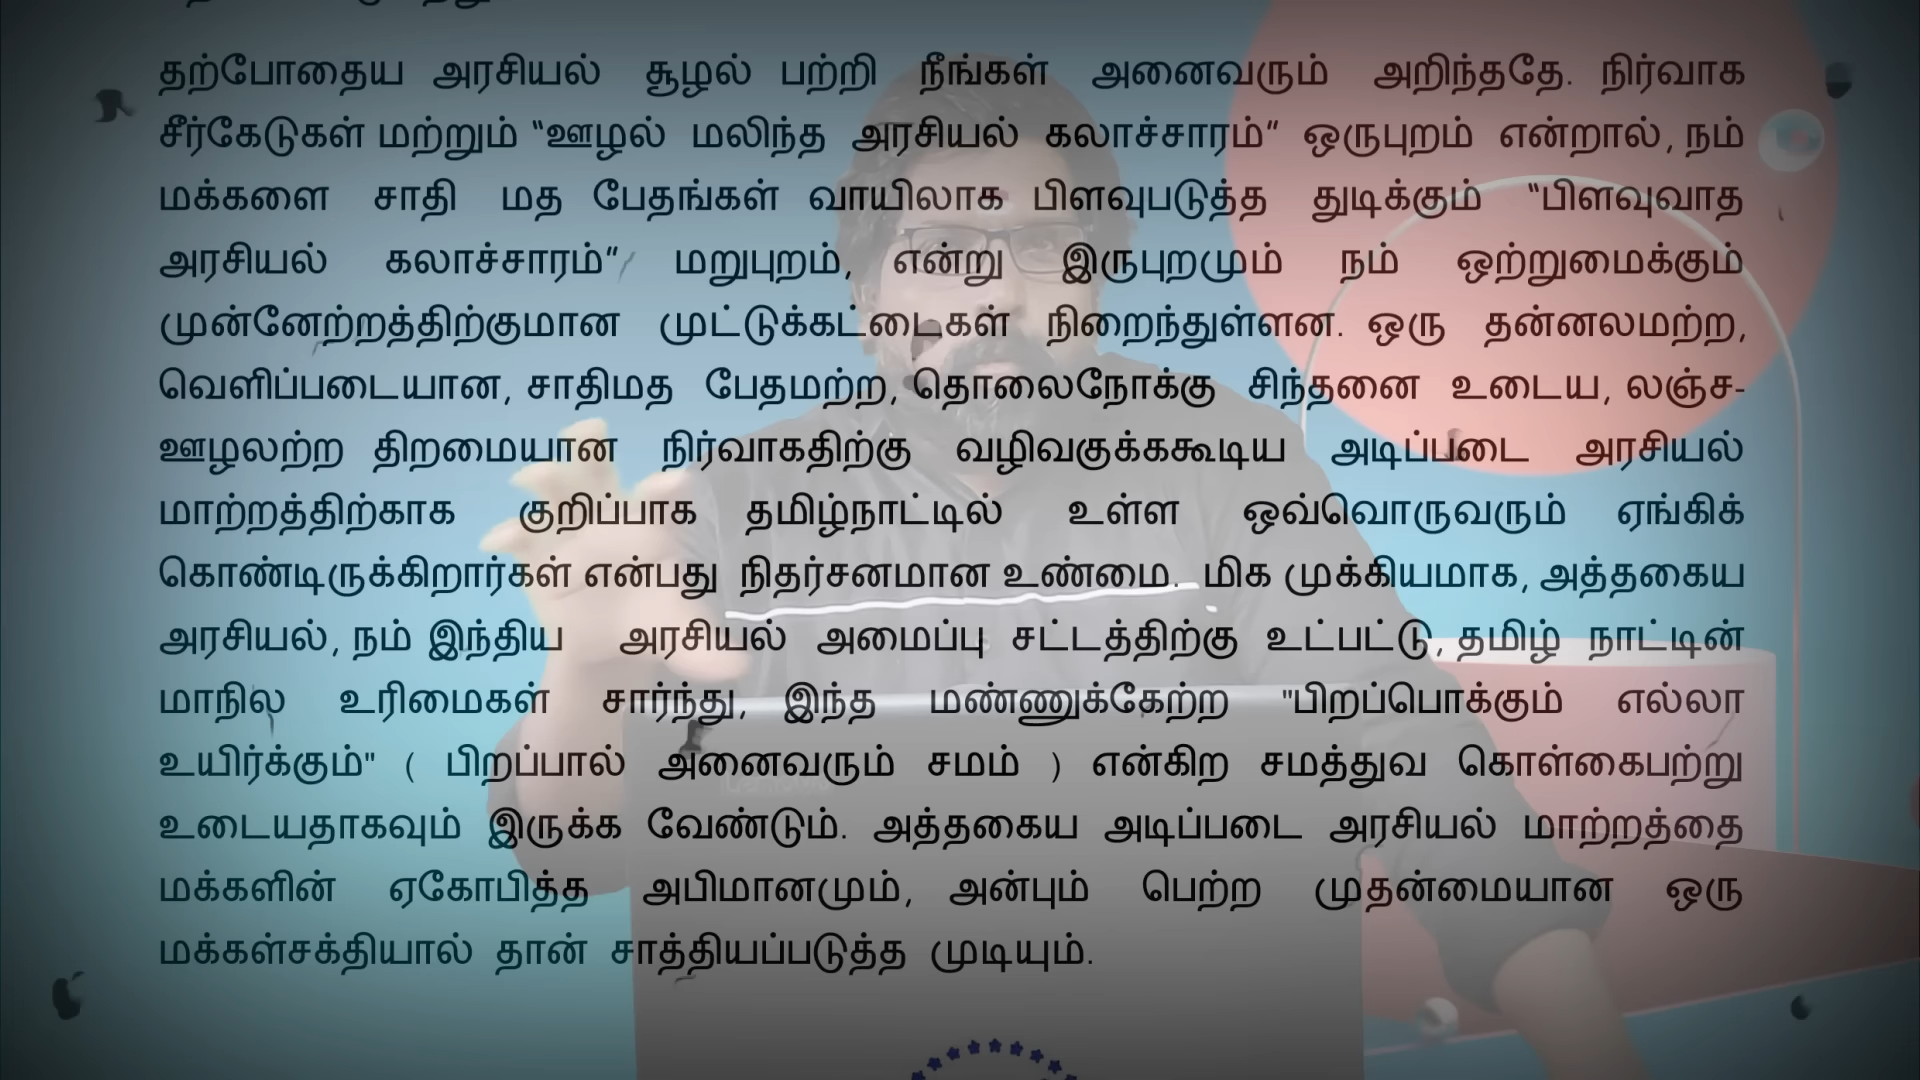 தற்போதைய அரசியல் சூழல் பற்றி நீங்கள் அனைவரும் அறிந்ததே. நிர்வாக
சீர்கேடுகள் மற்றும் “ஊழல் மலிந்த அரசியல் கலாச்சாரம்” ஒருபுறம் என்றால், நம்
மக்களை சாதி மத பேதங்கள் வாயிலாக பிளவுபடுத்த துடிக்கும் “பிளவுவாத
அரசியல் கலாச்சாரம்” மறுபுறம், என்று இருபுறமும் நம் ஒற்றுமைக்கும்
முன்னேற்றத்திற்குமான முட்டுக்கட்டைகள் நிறைந்துள்ளன. ஒரு தன்னலமற்ற,
வெளிப்படையான, சாதிமத பேதமற்ற, தொலைநோக்கு சிந்தனை உடைய, லஞ்ச-
ஊழலற்ற திறமையான நிர்வாகதிற்கு வழிவகுக்ககூடிய அடிப்படை அரசியல்
மாற்றத்திற்காக குறிப்பாக தமிழ்நாட்டில் உள்ள ஒவ்வொருவரும் ஏங்கிக்
கொண்டிருக்கிறார்கள் என்பது நிதர்சனமான உண்மை. மிக முக்கியமாக, அத்தகைய
அரசியல், நம் இந்திய அரசியல் அமைப்பு சட்டத்திற்கு உட்பட்டு, தமிழ் நாட்டின்
மாநில உரிமைகள் சார்ந்து, இந்த மண்ணுக்கேற்ற "பிறப்பொக்கும் எல்லா
உயிர்க்கும்" ( பிறப்பால் அனைவரும் சமம் ) என்கிற சமத்துவ கொள்கைபற்று
உடையதாகவும் இருக்க வேண்டும். அத்தகைய அடிப்படை அரசியல் மாற்றத்தை
மக்களின் ஏகோபித்த அபிமானமும், அன்பும் பெற்ற முதன்மையான ஒரு
மக்கள்சக்தியால் தான் சாத்தியப்படுத்த முடியும்.